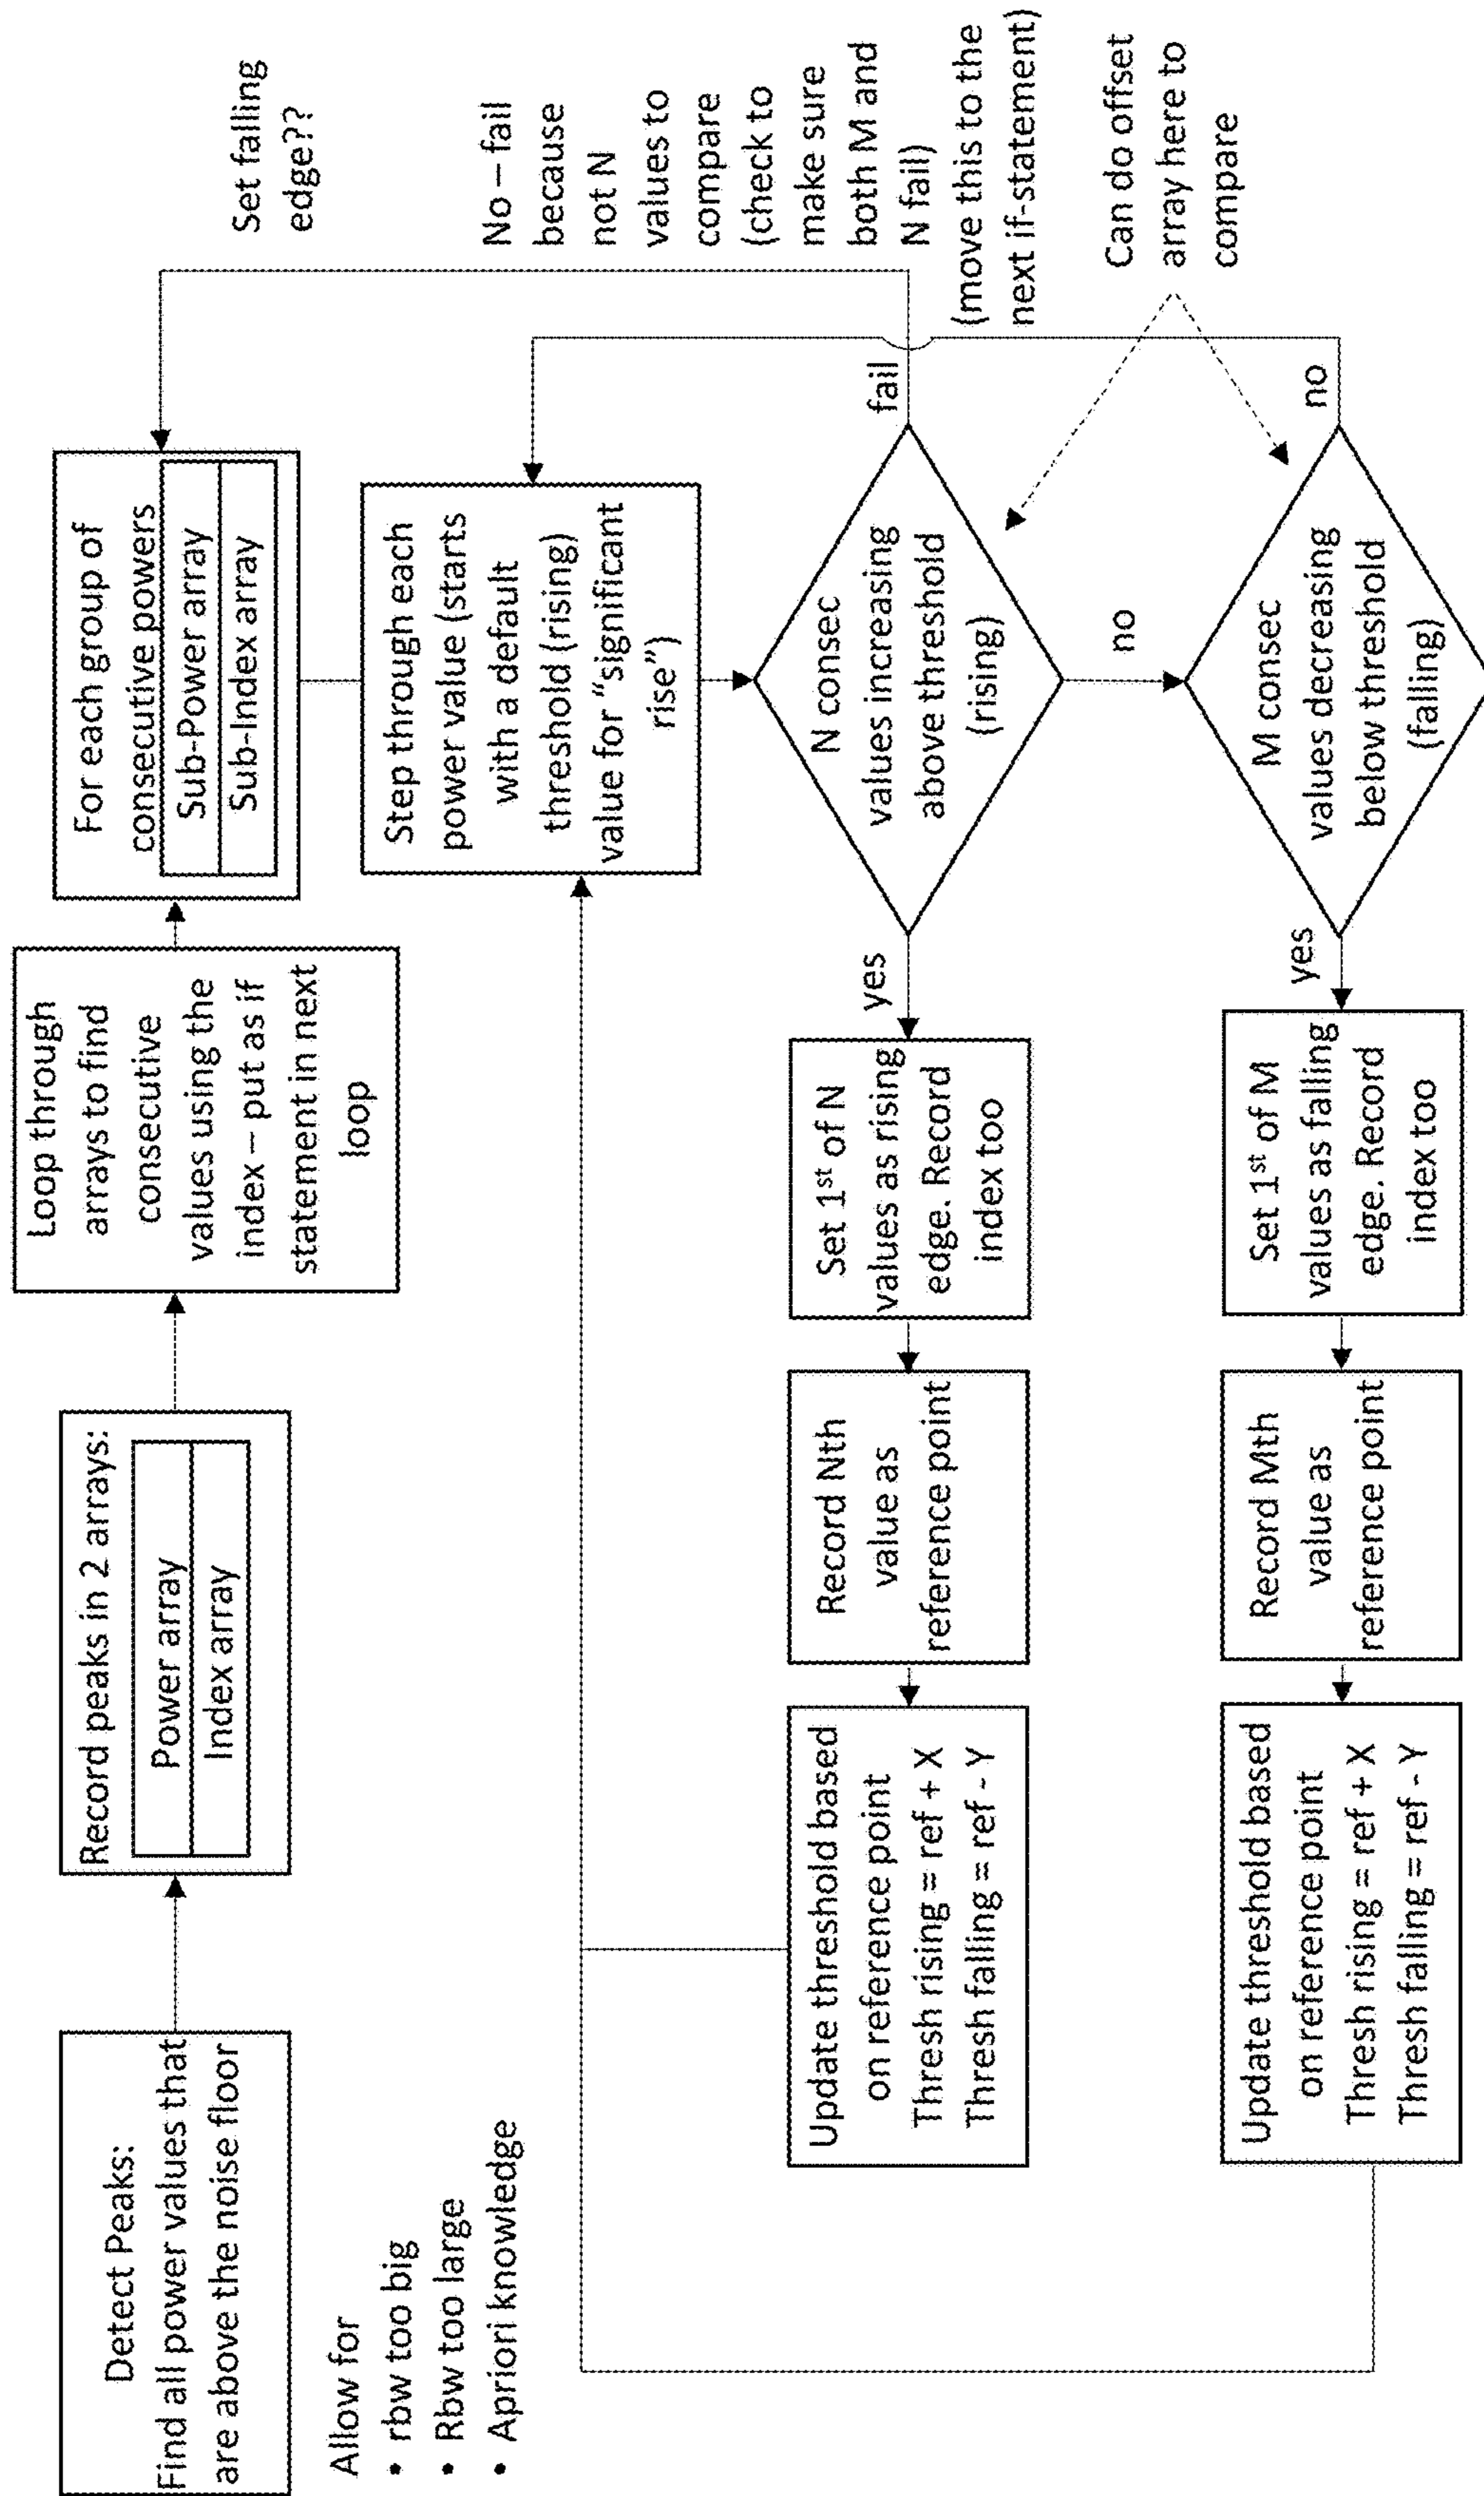 Detect Peaks:
Find all power values that
are above the noise floor
Record peaks in 2 arrays:
Power array
Index array
Loop through
arrays to find
consecutive
values using the
index – put as if
statement in next
loop
For each group of
consecutive powers
Sub-Power array
Sub-Index array
Set falling
edge??
Allow for
• rbw too big
• Rbw too large
• Apriori knowledge
Step through each
power value (starts
with a default
threshold (rising)
value for “significant
rise”)
No – fail
because
not N
values to
compare
(check to
make sure
both M and
N fail)
(move this to the
next if-statement)
Update threshold based
on reference point
Thresh rising = ref + X
Thresh falling = ref - Y
Record Nth
value as
reference point
Set 1st of N
values as rising
edge. Record
index too
yes
N consec
values increasing
above threshold
(rising)
fail
no
Can do offset
array here to
compare
Update threshold based
on reference point
Thresh rising = ref + X
Thresh falling = ref - Y
Record Mth
value as
reference point
Set 1st of M
values as falling
edge. Record
index too
yes
M consec
values decreasing
below threshold
(falling)
no